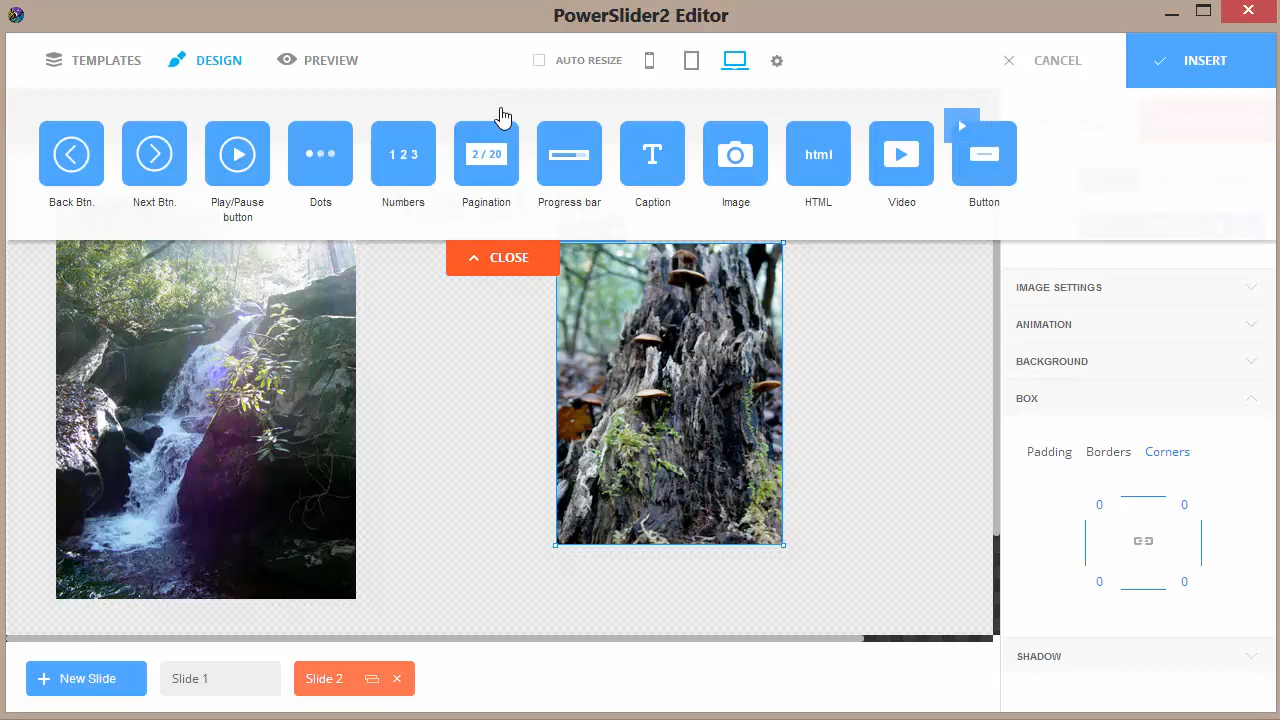 PowerSlider2 Editor
TEMPLATES DESIGN PREVIEW AUTO RESIZE CANCEL INSERT
1 2 3
2 / 20
T
html
Back Btn.
Next Btn.
Play/Pause button
Dots
Numbers
Pagination
Progress bar
Caption
Image
HTML
Video
Button
CLOSE
IMAGE SETTINGS
ANIMATION
BACKGROUND
BOX
Padding Borders Corners
0 0
0 0
SHADOW
New Slide Slide 1 Slide 2